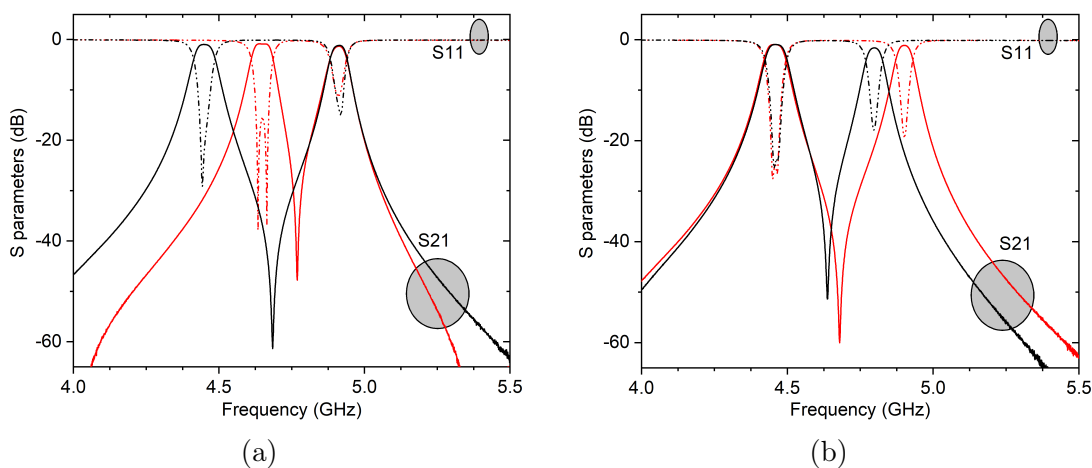 0
-20
-40
-60
S parameters (dB)
S11
S21
4.0 4.5 5.0 5.5
Frequency (GHz)
(a)
0
-20
-40
-60
S parameters (dB)
S11
S21
4.0 4.5 5.0 5.5
Frequency (GHz)
(b)